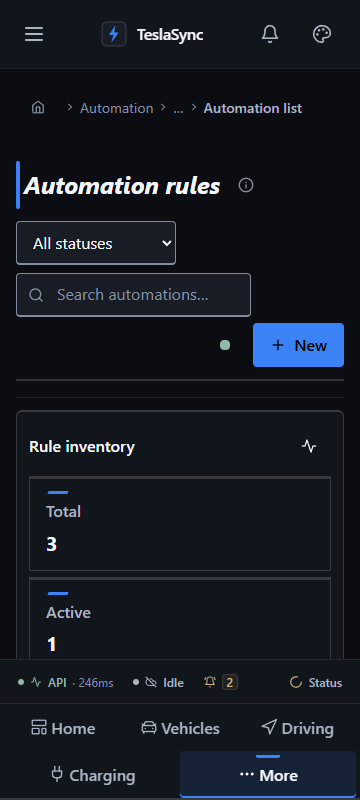 TeslaSync
Automation
...
Automation list
Automation rules
All statuses
Search automations...
New
Rule inventory
Total
3
Active
1
API · 246ms
Idle
2
Status
Home
Vehicles
Driving
Charging
More